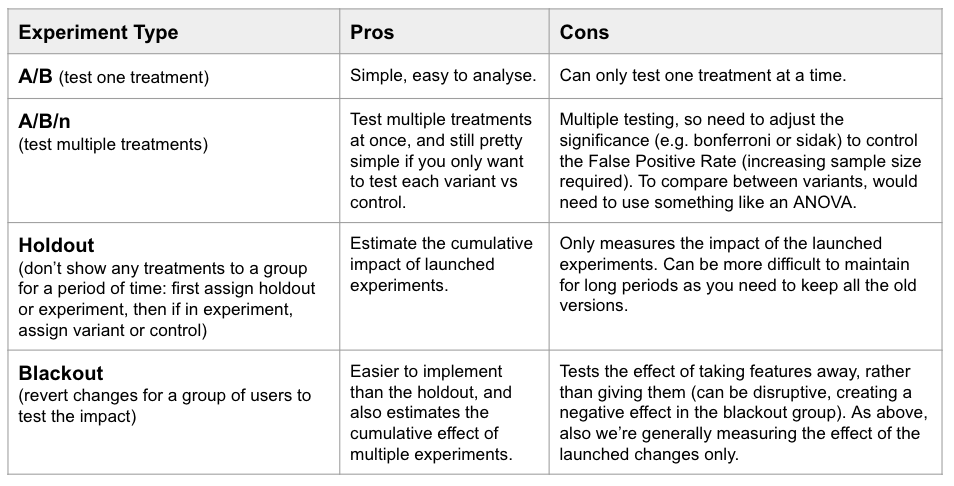 Experiment Type
Pros
Cons
A/B (test one treatment)
Simple, easy to analyse.
Can only test one treatment at a time.
A/B/n
(test multiple treatments)
Test multiple treatments
at once, and still pretty
simple if you only want
to test each variant vs
control.
Multiple testing, so need to adjust the
significance (e.g. bonferroni or sidak) to control
the False Positive Rate (increasing sample size
required). To compare between variants, would
need to use something like an ANOVA.
Holdout
(don’t show any treatments to a group
for a period of time: first assign holdout
or experiment, then if in experiment,
assign variant or control)
Estimate the cumulative
impact of launched
experiments.
Only measures the impact of the launched
experiments. Can be more difficult to maintain
for long periods as you need to keep all the old
versions.
Blackout
(revert changes for a group of users to
test the impact)
Easier to implement
than the holdout, and
also estimates the
cumulative effect of
multiple experiments.
Tests the effect of taking features away, rather
than giving them (can be disruptive, creating a
negative effect in the blackout group). As above,
also we’re generally measuring the effect of the
launched changes only.